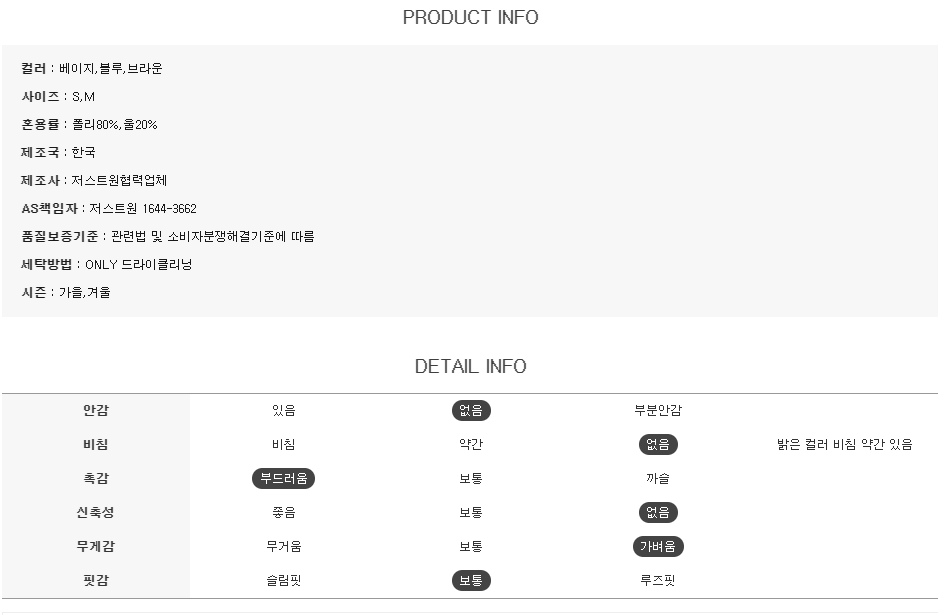 PRODUCT INFO
컬러 : 베이지,블루,브라운
사이즈 : S,M
혼용률 : 폴리80%,울20%
제조국 : 한국
제조사 : 저스트원협력업체
AS책임자 : 저스트원 1644-3662
품질보증기준 : 관련법 및 소비자분쟁해결기준에 따름
세탁방법 : ONLY 드라이클리닝
시즌 : 가을,겨울
DETAIL INFO
안감 있음 없음 부분안감
비침 비침 약간 없음 밝은 컬러 비침 약간 있음
촉감 부드러움 보통 까슬
신축성 좋음 보통 없음
무게감 무거움 보통 가벼움
핏감 슬림핏 보통 루즈핏